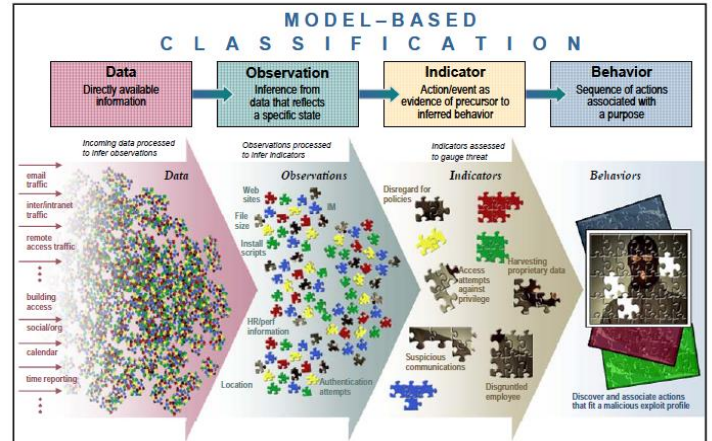 MODEL–BASED
CLASSIFICATION
Data
Directly available
information
Observation
Inference from
data that reflects
a specific state
Indicator
Action/event as
evidence of precursor to
inferred behavior
Behavior
Sequence of actions
associated with
a purpose
Incoming data processed
to infer observations
Observations processed
to infer indicators
Indicators assessed
to gauge threat
Data
Observations
Indicators
Behaviors
email
traffic
inter/intranet
traffic
remote
access traffic
building
access
social/org
calendar
time reporting
Web
sites
IM
File
size
Install
scripts
HR/perf
information
Location
Authentication
attempts
Disregard for
policies
Access
attempts
against
privilege
Harvesting
proprietary data
Suspicious
communications
Disgrunted
employee
Discover and associate actions
that fit a malicious exploit profile